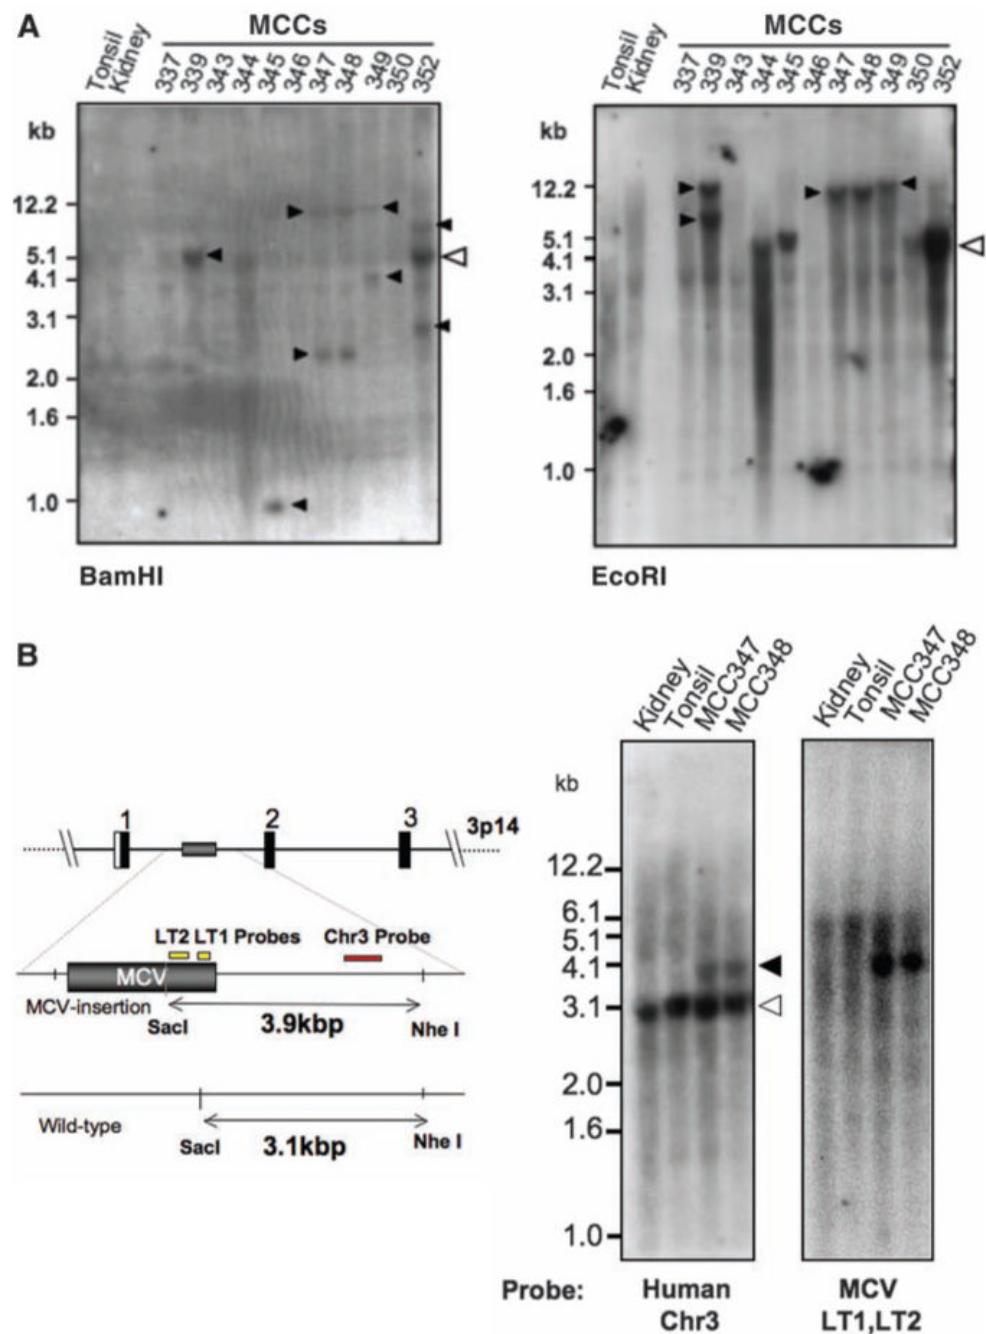 A
MCCs
Tonsil Kidney 337 339 343 344 345 346 347 348 349 350 352
kb
12.2
5.1
4.1
3.1
2.0
1.6
1.0
BamHI
MCCs
Tonsil Kidney 337 339 343 344 345 346 347 348 349 350 352
kb
12.2
5.1
4.1
3.1
2.0
1.6
1.0
EcoRI
B
1 2 3 3p14
LT2 LT1 Probes Chr3 Probe
MCV
MCV-insertion
SacI 3.9kbp Nhe I
Wild-type
SacI 3.1kbp Nhe I
Kidney Tonsil MCC347 MCC348
kb
12.2
6.1
5.1
4.1
3.1
2.0
1.6
1.0
Kidney Tonsil MCC347 MCC348
Probe: Human Chr3
MCV LT1,LT2